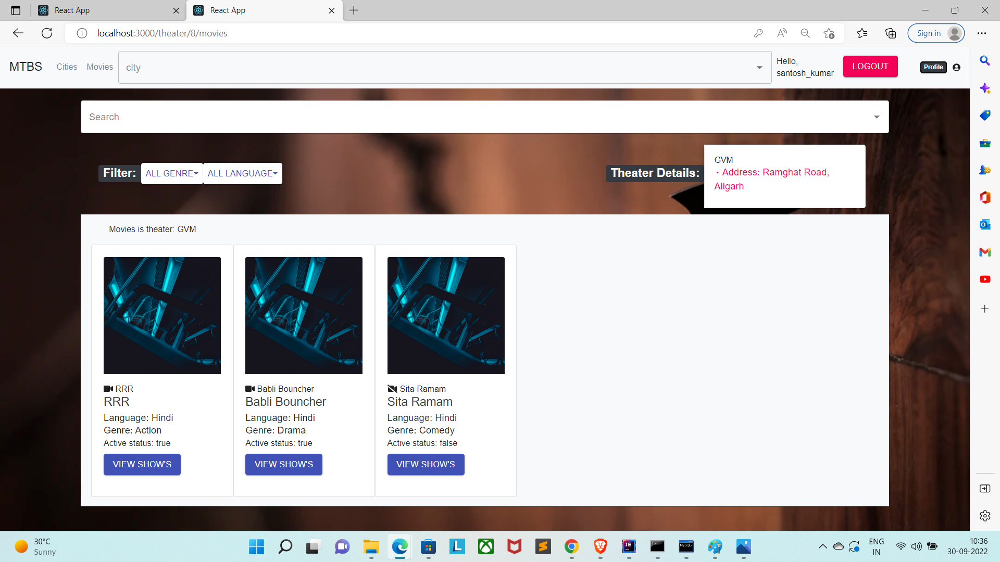 React App
React App
localhost:3000/theater/8/movies
Sign in
MTBS
Cities
Movies
city
Hello,
santosh_kumar
LOGOUT
Profile
Search
Filter:
ALL GENRE
ALL LANGUAGE
Theater Details:
GVM
• Address: Ramghat Road,
Aligarh
Movies is theater: GVM
RRR
RRR
Language: Hindi
Genre: Action
Active status: true
VIEW SHOW'S
Babli Bouncher
Babli Bouncher
Language: Hindi
Genre: Drama
Active status: true
VIEW SHOW'S
Sita Ramam
Sita Ramam
Language: Hindi
Genre: Comedy
Active status: false
VIEW SHOW'S
30°C
Sunny
ENG
IN
10:36
30-09-2022